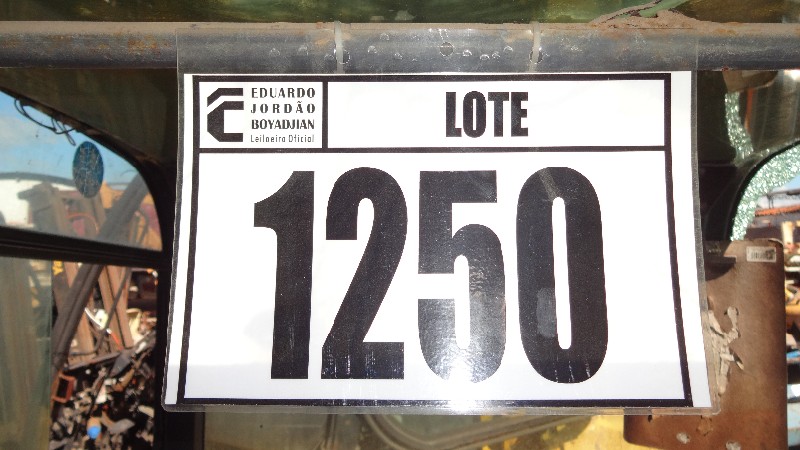 EDUARDO
JORDÃO
BOYADJIAN
Leiloeiro Oficial
LOTE
1250